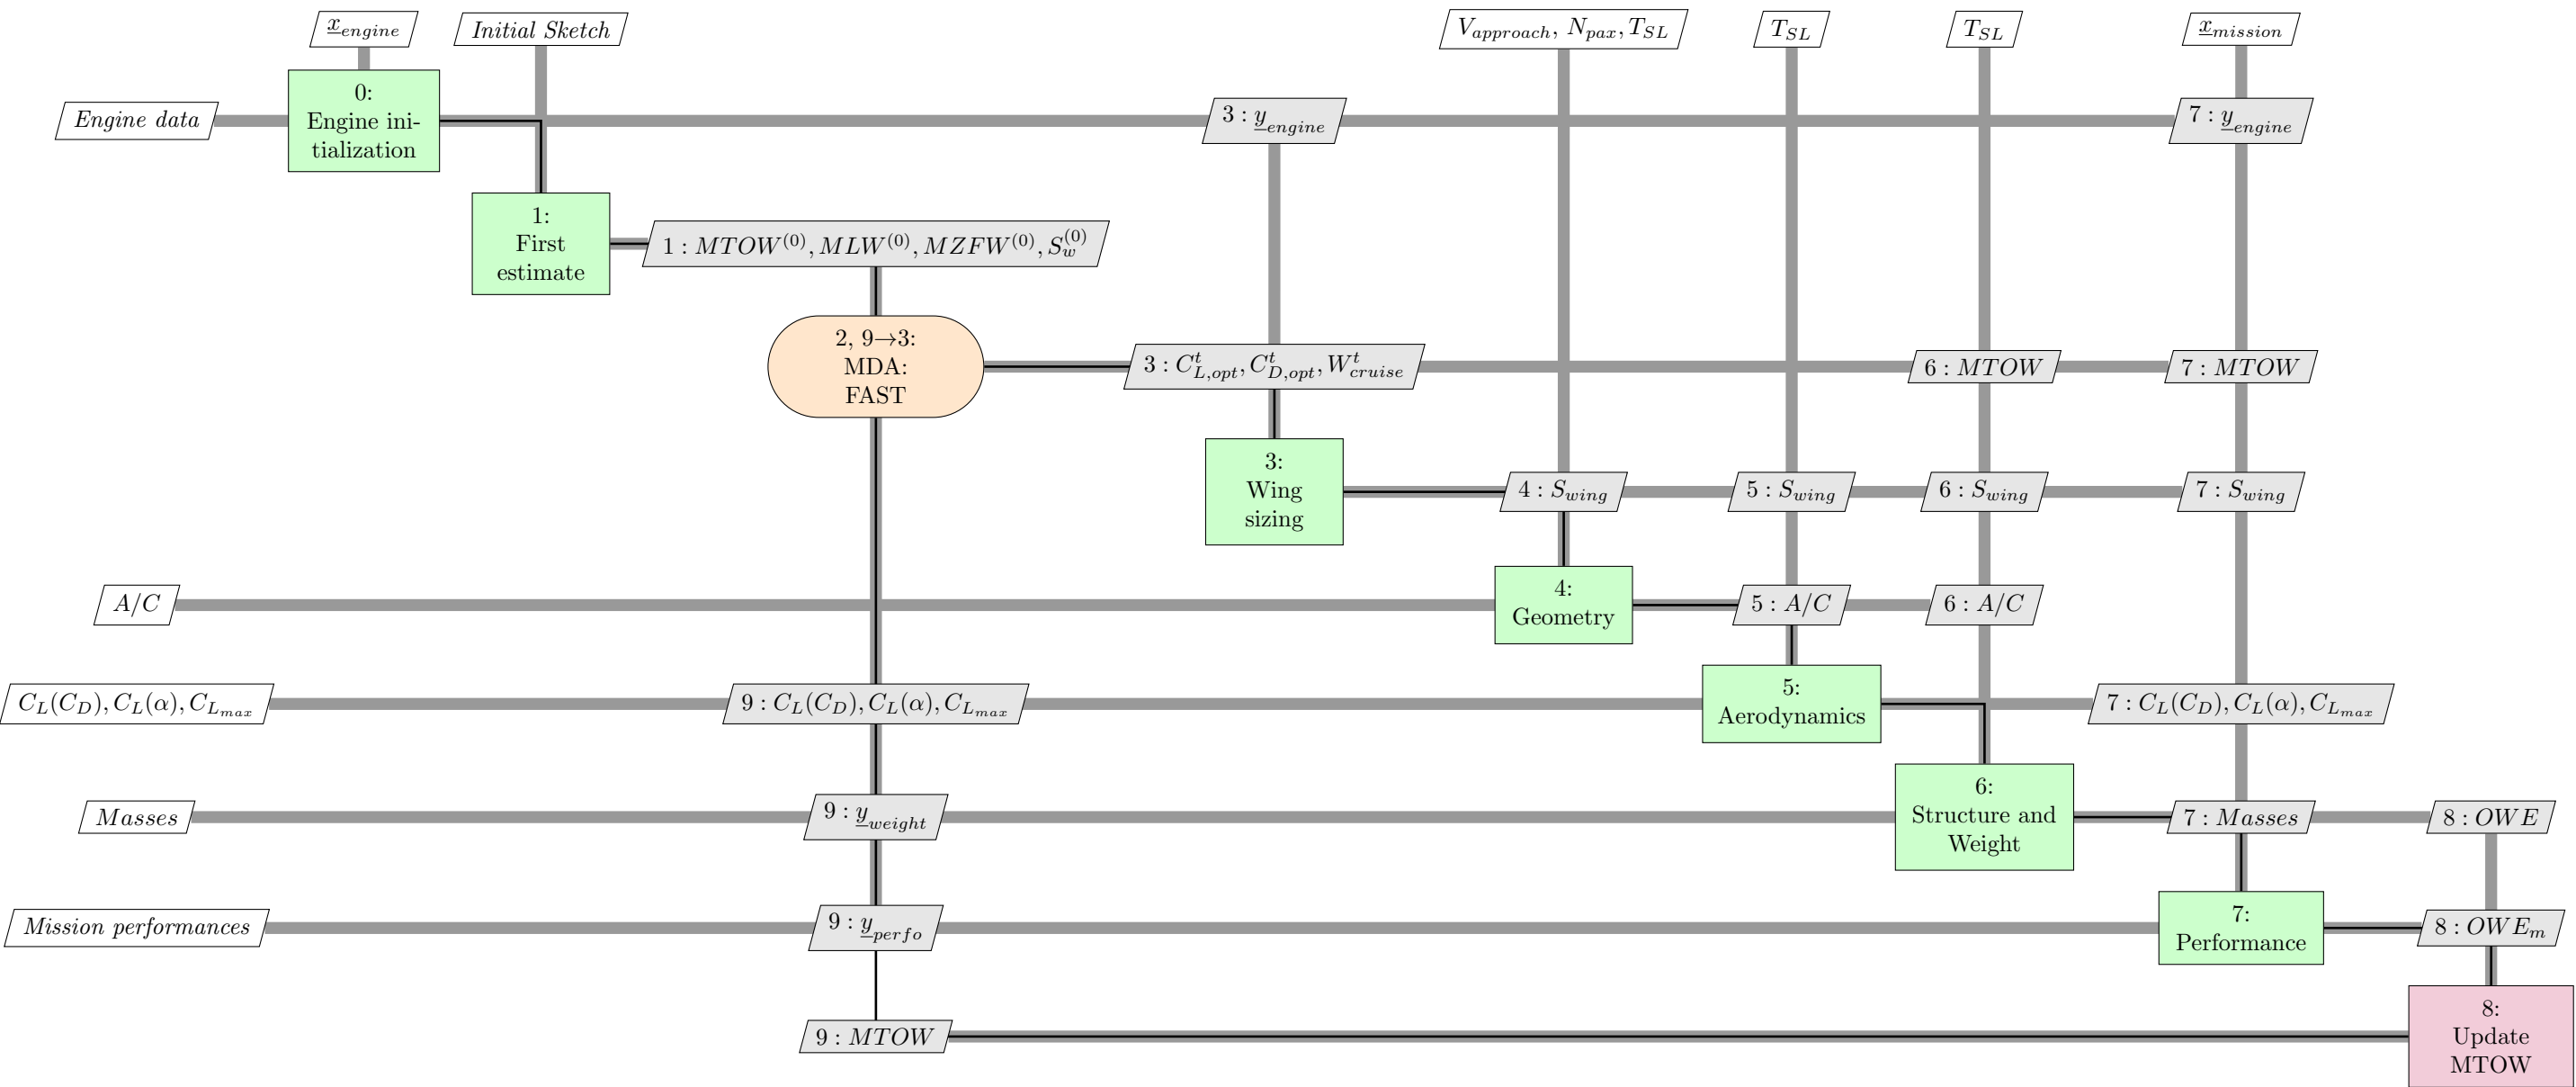 x_engine
Initial Sketch
V_approach, N_pax, T_SL
T_SL
T_SL
x_mission
Engine data
0:
Engine ini-
tialization
3 : y_engine
7 : y_engine
1:
First
estimate
1 : MTOW^(0), MLW^(0), MZFW^(0), S_w^(0)
2, 9→3:
MDA:
FAST
3 : C^t_L,opt, C^t_D,opt, W^t_cruise
6 : MTOW
7 : MTOW
3:
Wing
sizing
4 : S_wing
5 : S_wing
6 : S_wing
7 : S_wing
A/C
4:
Geometry
5 : A/C
6 : A/C
C_L(C_D), C_L(α), C_L_max
9 : C_L(C_D), C_L(α), C_L_max
5:
Aerodynamics
7 : C_L(C_D), C_L(α), C_L_max
Masses
9 : y_weight
6:
Structure and
Weight
7 : Masses
8 : OWE
Mission performances
9 : y_perfo
7:
Performance
8 : OWE_m
9 : MTOW
8:
Update
MTOW